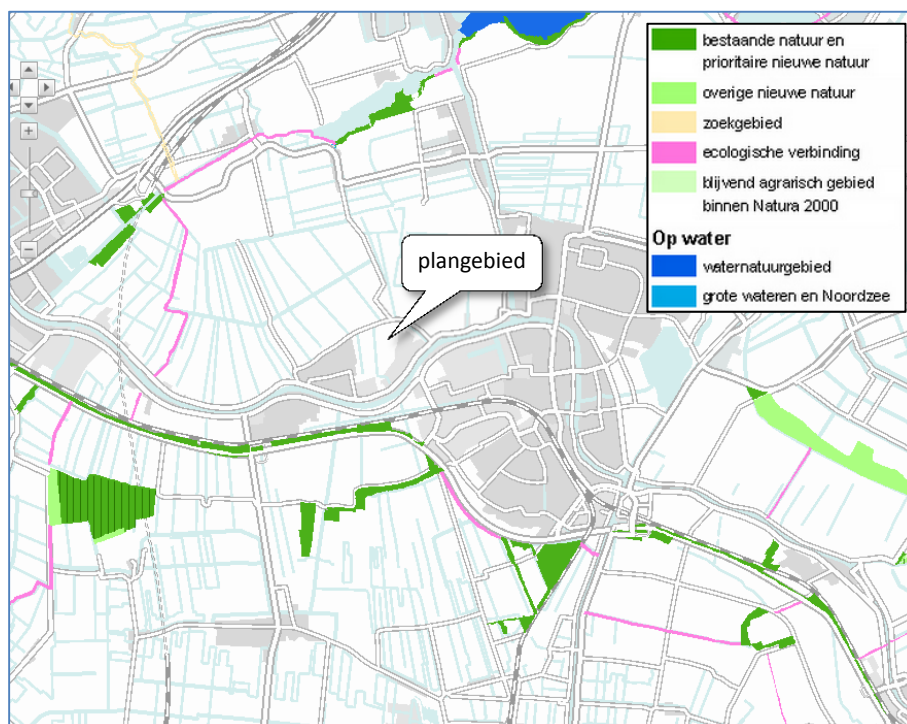 plangebied
bestaande natuur en
prioritaire nieuwe natuur
overige nieuwe natuur
zoekgebied
ecologische verbinding
blijvend agrarisch gebied
binnen Natura 2000
Op water
waternatuurgebied
grote wateren en Noordzee